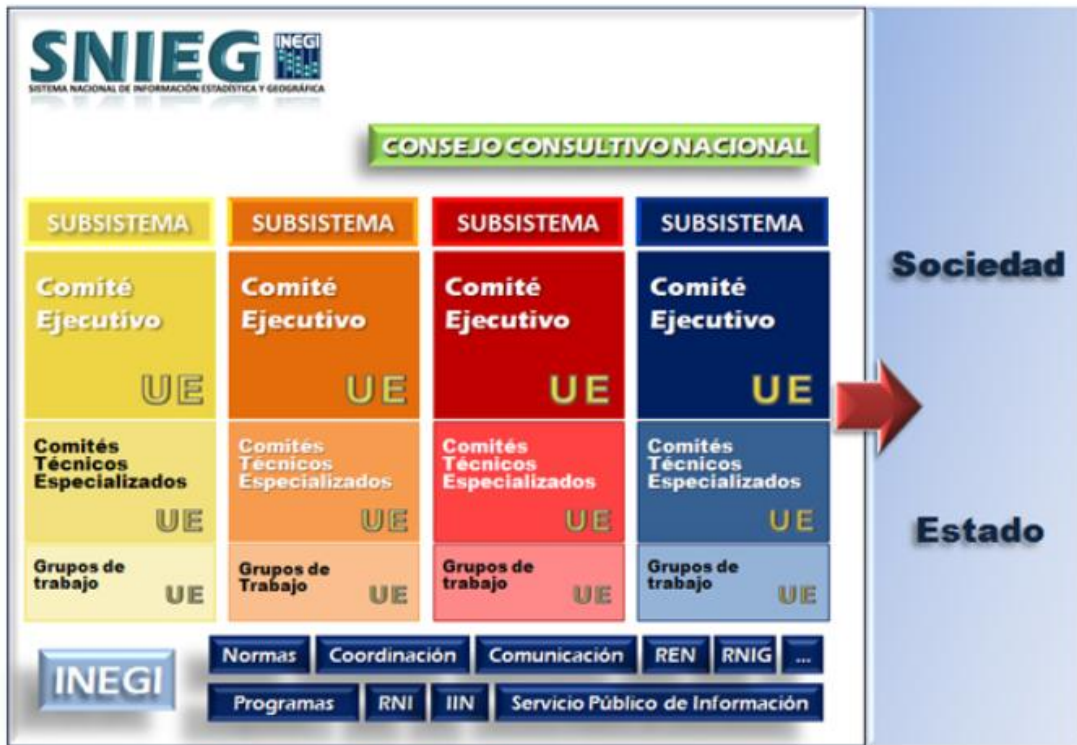 SNIEG INEGI
SISTEMA NACIONAL DE INFORMACIÓN ESTADÍSTICA Y GEOGRÁFICA
CONSEJO CONSULTIVO NACIONAL
SUBSISTEMA
Comité
Ejecutivo
UE
Comités
Técnicos
Especializados
UE
Grupos de
trabajo
UE
SUBSISTEMA
Comité
Ejecutivo
UE
Comités
Técnicos
Especializados
UE
Grupos de
Trabajo
UE
SUBSISTEMA
Comité
Ejecutivo
UE
Comités
Técnicos
Especializados
UE
Grupos de
trabajo
UE
SUBSISTEMA
Comité
Ejecutivo
UE
Comités
Técnicos
Especializados
UE
Grupos de
trabajo
UE
INEGI
Normas Coordinación Comunicación REN RNIG ...
Programas RNI IIN Servicio Público de Información
Sociedad
Estado